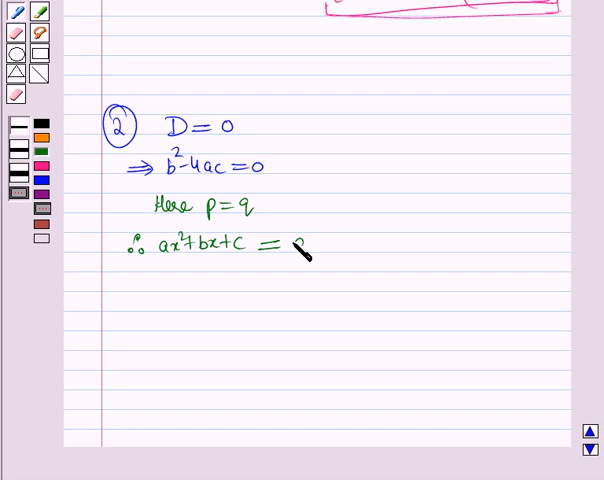 ② D = 0
⇒ b²-4ac = 0
Here p = q
∴ ax²+bx+c =